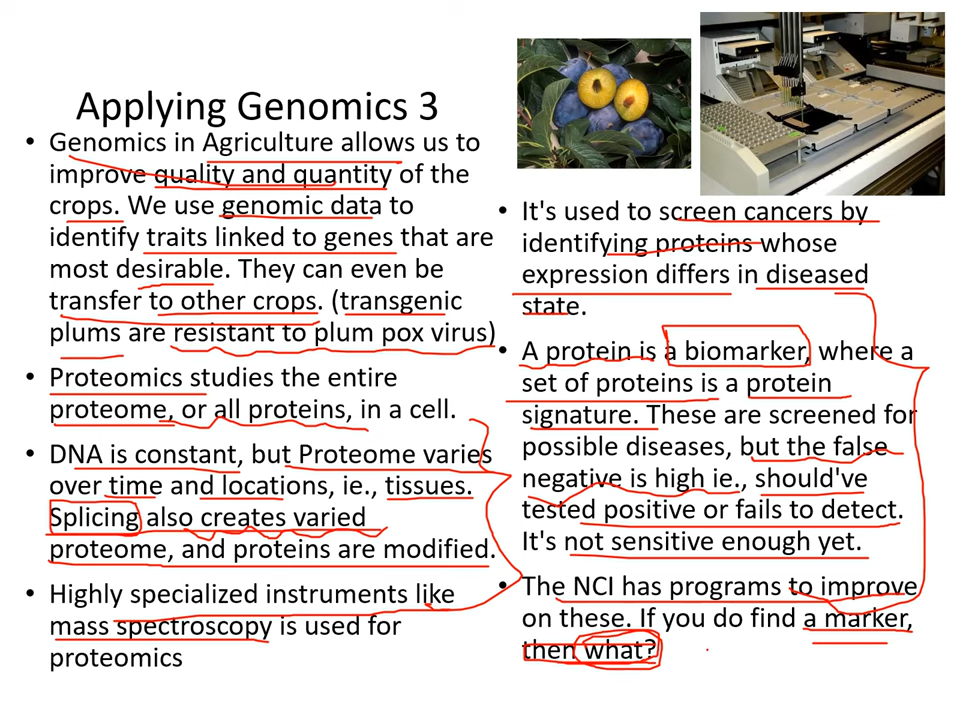 Applying Genomics 3
• Genomics in Agriculture allows us to
improve quality and quantity of the
crops. We use genomic data to
identify traits linked to genes that are
most desirable. They can even be
transfer to other crops. (transgenic
plums are resistant to plum pox virus)
• Proteomics studies the entire
proteome, or all proteins, in a cell.
• DNA is constant, but Proteome varies
over time and locations, ie., tissues.
Splicing also creates varied
proteome, and proteins are modified.
• Highly specialized instruments like
mass spectroscopy is used for
proteomics
• It's used to screen cancers by
identifying proteins whose
expression differs in diseased
state.
• A protein is a biomarker, where a
set of proteins is a protein
signature. These are screened for
possible diseases, but the false
negative is high ie., should've
tested positive or fails to detect.
It's not sensitive enough yet.
• The NCI has programs to improve
on these. If you do find a marker,
then what?